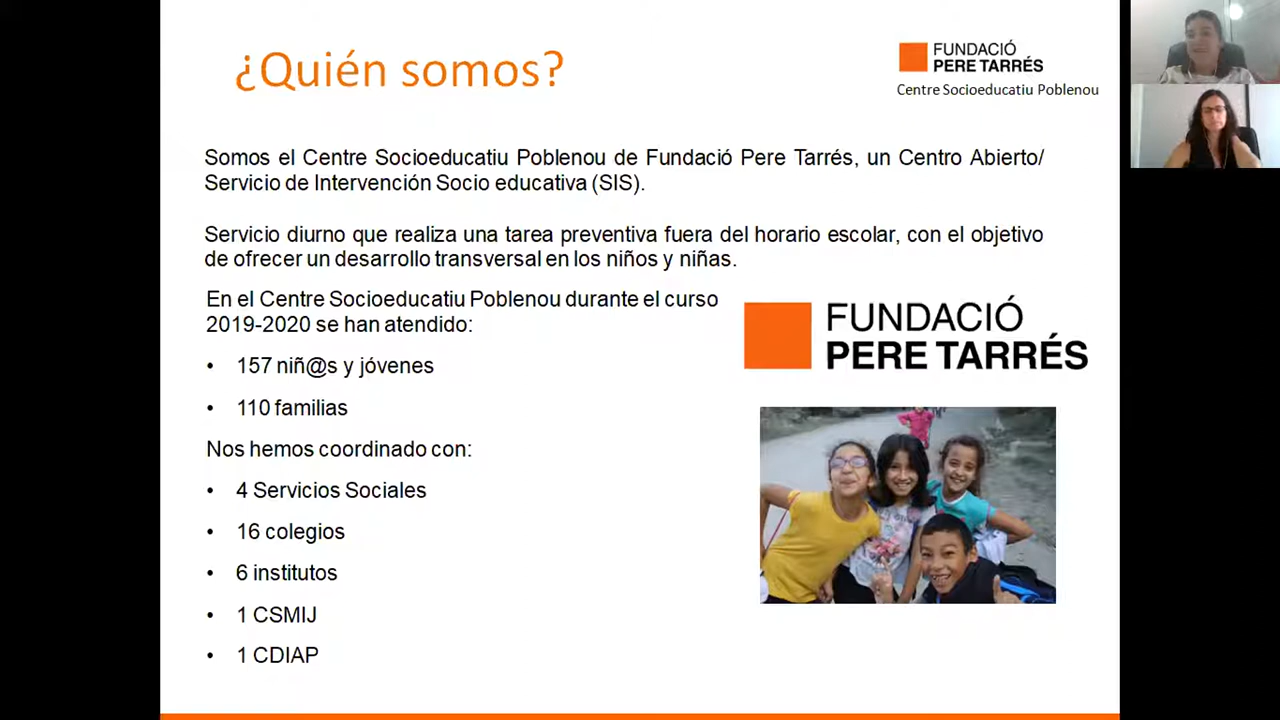 ¿Quién somos?
FUNDACIÓ
PERE TARRÉS
Centre Socioeducatiu Poblenou
Somos el Centre Socioeducatiu Poblenou de Fundació Pere Tarrés, un Centro Abierto/
Servicio de Intervención Socio educativa (SIS).
Servicio diurno que realiza una tarea preventiva fuera del horario escolar, con el objetivo
de ofrecer un desarrollo transversal en los niños y niñas.
En el Centre Socioeducatiu Poblenou durante el curso
2019-2020 se han atendido:
• 157 niñ@s y jóvenes
• 110 familias
Nos hemos coordinado con:
• 4 Servicios Sociales
• 16 colegios
• 6 institutos
• 1 CSMIJ
• 1 CDIAP
FUNDACIÓ
PERE TARRÉS